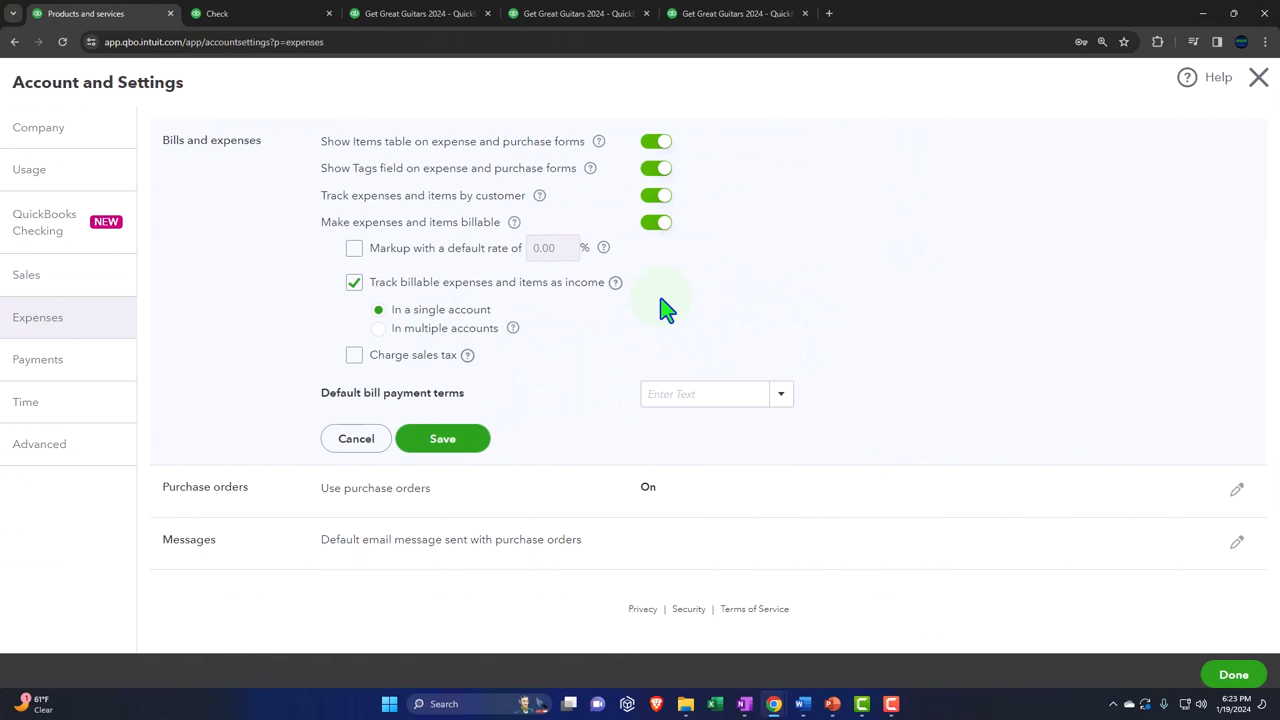 Products and services
Check
Get Great Guitars 2024 - QuickB
Get Great Guitars 2024 - QuickB
Get Great Guitars 2024 - QuickB
app.qbo.intuit.com/app/accountsettings?p=expenses
Account and Settings
Help
Company
Usage
QuickBooks Checking NEW
Sales
Expenses
Payments
Time
Advanced
Bills and expenses
Show Items table on expense and purchase forms
Show Tags field on expense and purchase forms
Track expenses and items by customer
Make expenses and items billable
Markup with a default rate of 0.00 %
Track billable expenses and items as income
In a single account
In multiple accounts
Charge sales tax
Default bill payment terms Enter Text
Cancel Save
Purchase orders Use purchase orders On
Messages Default email message sent with purchase orders
Privacy | Security | Terms of Service
Done
1
61°F
Clear
Search
6:23 PM
1/19/2024